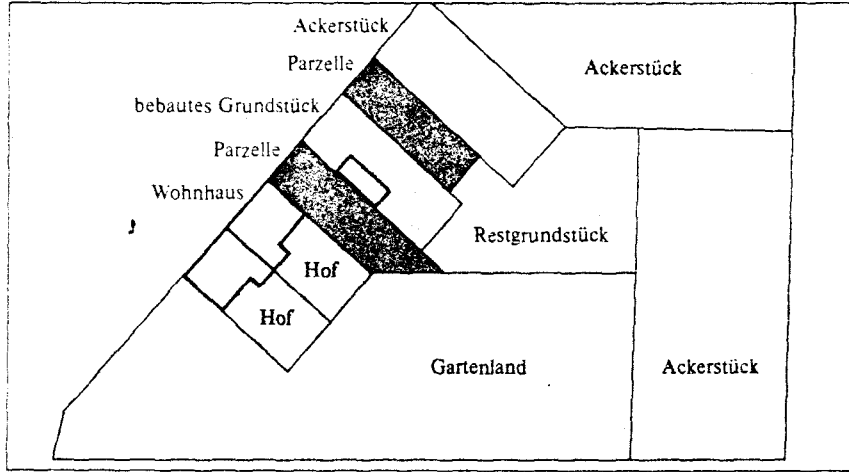 Ackerstück
Parzelle
Ackerstück
bebautes Grundstück
Parzelle
Wohnhaus
Restgrundstück
Hof
Hof
Gartenland
Ackerstück